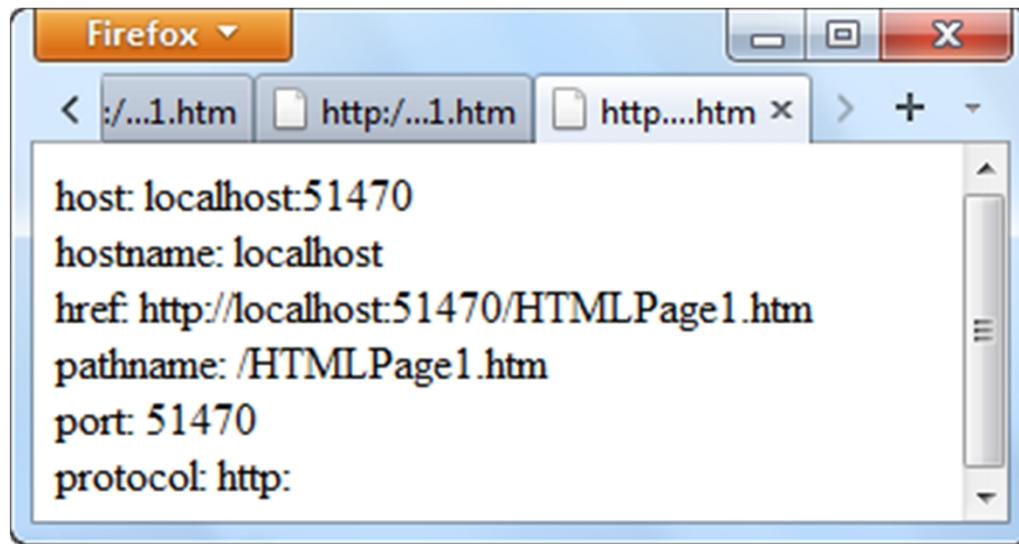 Firefox
:/...1.htm
http:/...1.htm
http....htm
host: localhost:51470
hostname: localhost
href: http://localhost:51470/HTMLPage1.htm
pathname: /HTMLPage1.htm
port: 51470
protocol: http: